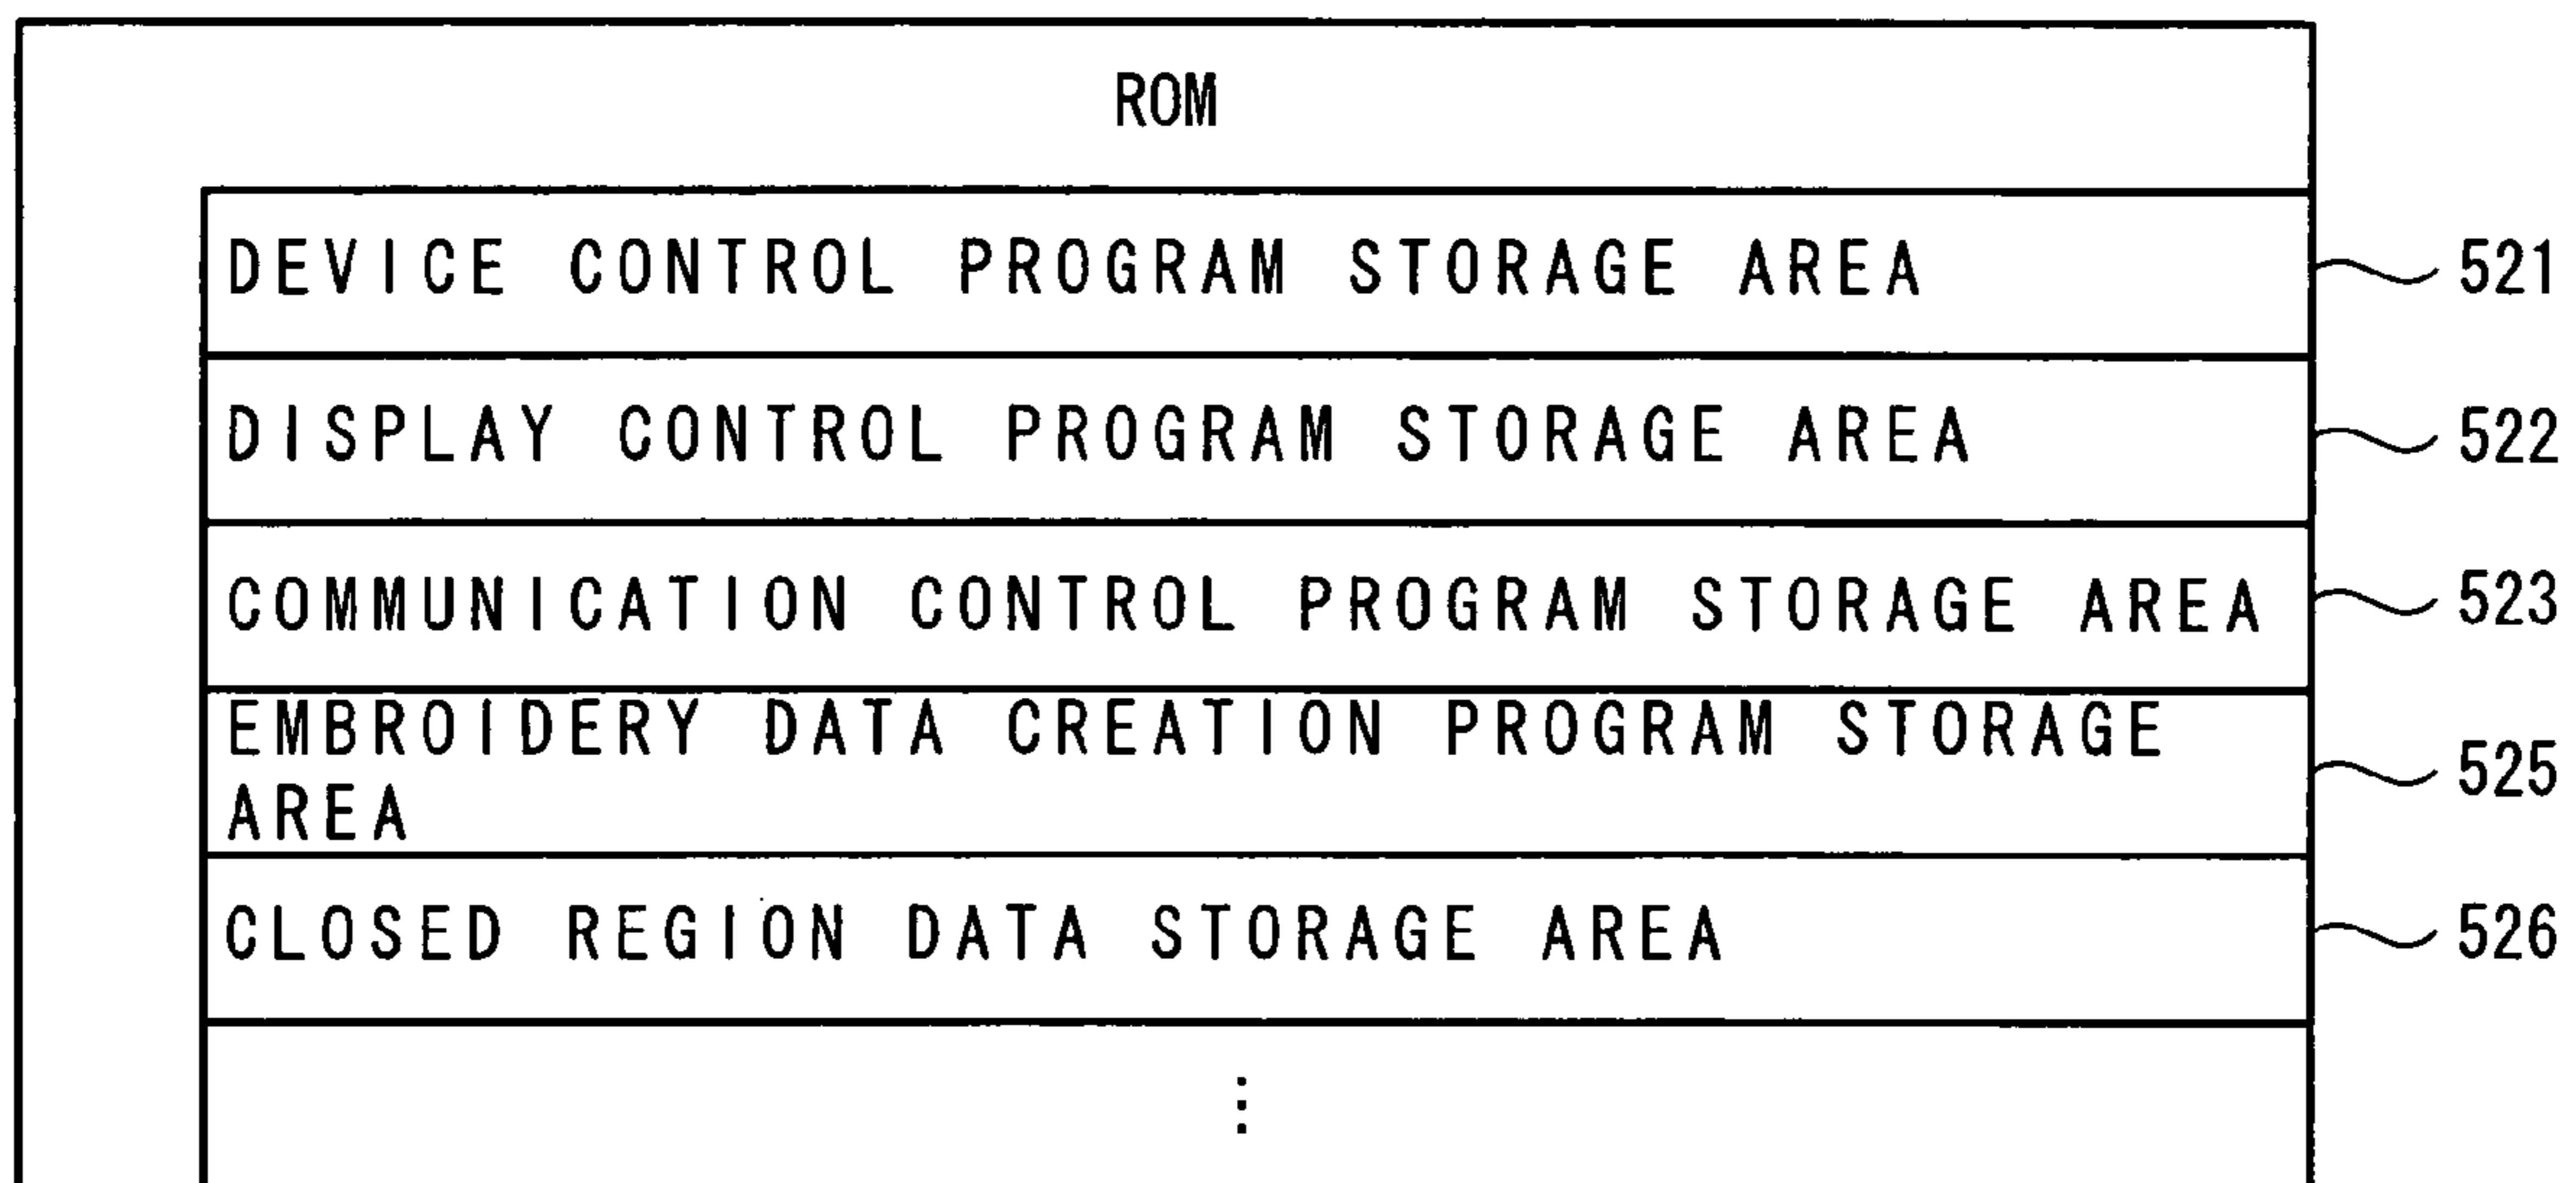 ROM
DEVICE CONTROL PROGRAM STORAGE AREA 521
DISPLAY CONTROL PROGRAM STORAGE AREA 522
COMMUNICATION CONTROL PROGRAM STORAGE AREA 523
EMBROIDERY DATA CREATION PROGRAM STORAGE
AREA
525
CLOSED REGION DATA STORAGE AREA 526
⋮